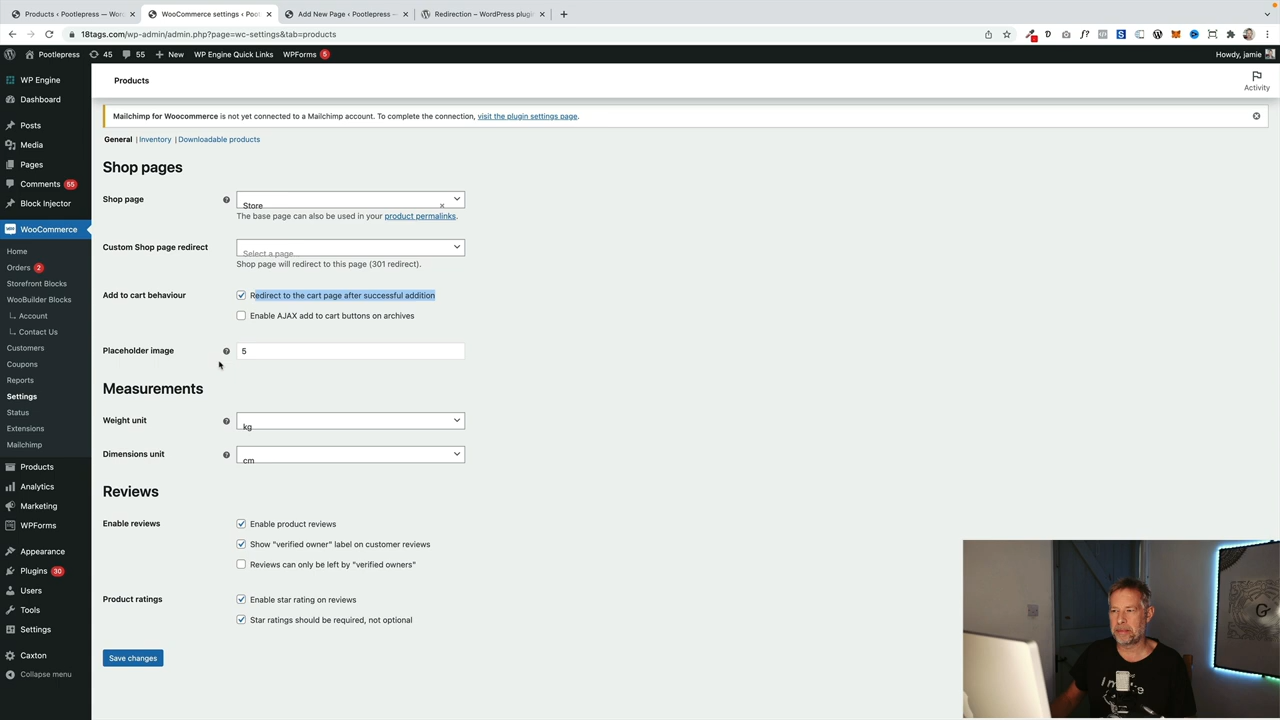 Products ‹ Pootlepress — Wor
WooCommerce settings ‹ Poot
Add New Page ‹ Pootlepress —
Redirection – WordPress plugi
18tags.com/wp-admin/admin.php?page=wc-settings&tab=products
Pootlepress
45
55
New
WP Engine Quick Links
WPForms
5
Howdy, jamie
WP Engine
Dashboard
Posts
Media
Pages
Comments
55
Block Injector
WooCommerce
Home
Orders
2
Storefront Blocks
WooBuilder Blocks
Account
Contact Us
Customers
Coupons
Reports
Settings
Status
Extensions
Mailchimp
Products
Analytics
Marketing
WPForms
Appearance
Plugins
30
Users
Tools
Settings
Caxton
Collapse menu
Products
Activity
Mailchimp for Woocommerce is not yet connected to a Mailchimp account. To complete the connection, visit the plugin settings page.
General | Inventory | Downloadable products
Shop pages
Shop page
Store
The base page can also be used in your product permalinks.
Custom Shop page redirect
Select a page
Shop page will redirect to this page (301 redirect).
Add to cart behaviour
Redirect to the cart page after successful addition
Enable AJAX add to cart buttons on archives
Placeholder image
5
Measurements
Weight unit
kg
Dimensions unit
cm
Reviews
Enable reviews
Enable product reviews
Show "verified owner" label on customer reviews
Reviews can only be left by "verified owners"
Product ratings
Enable star rating on reviews
Star ratings should be required, not optional
Save changes